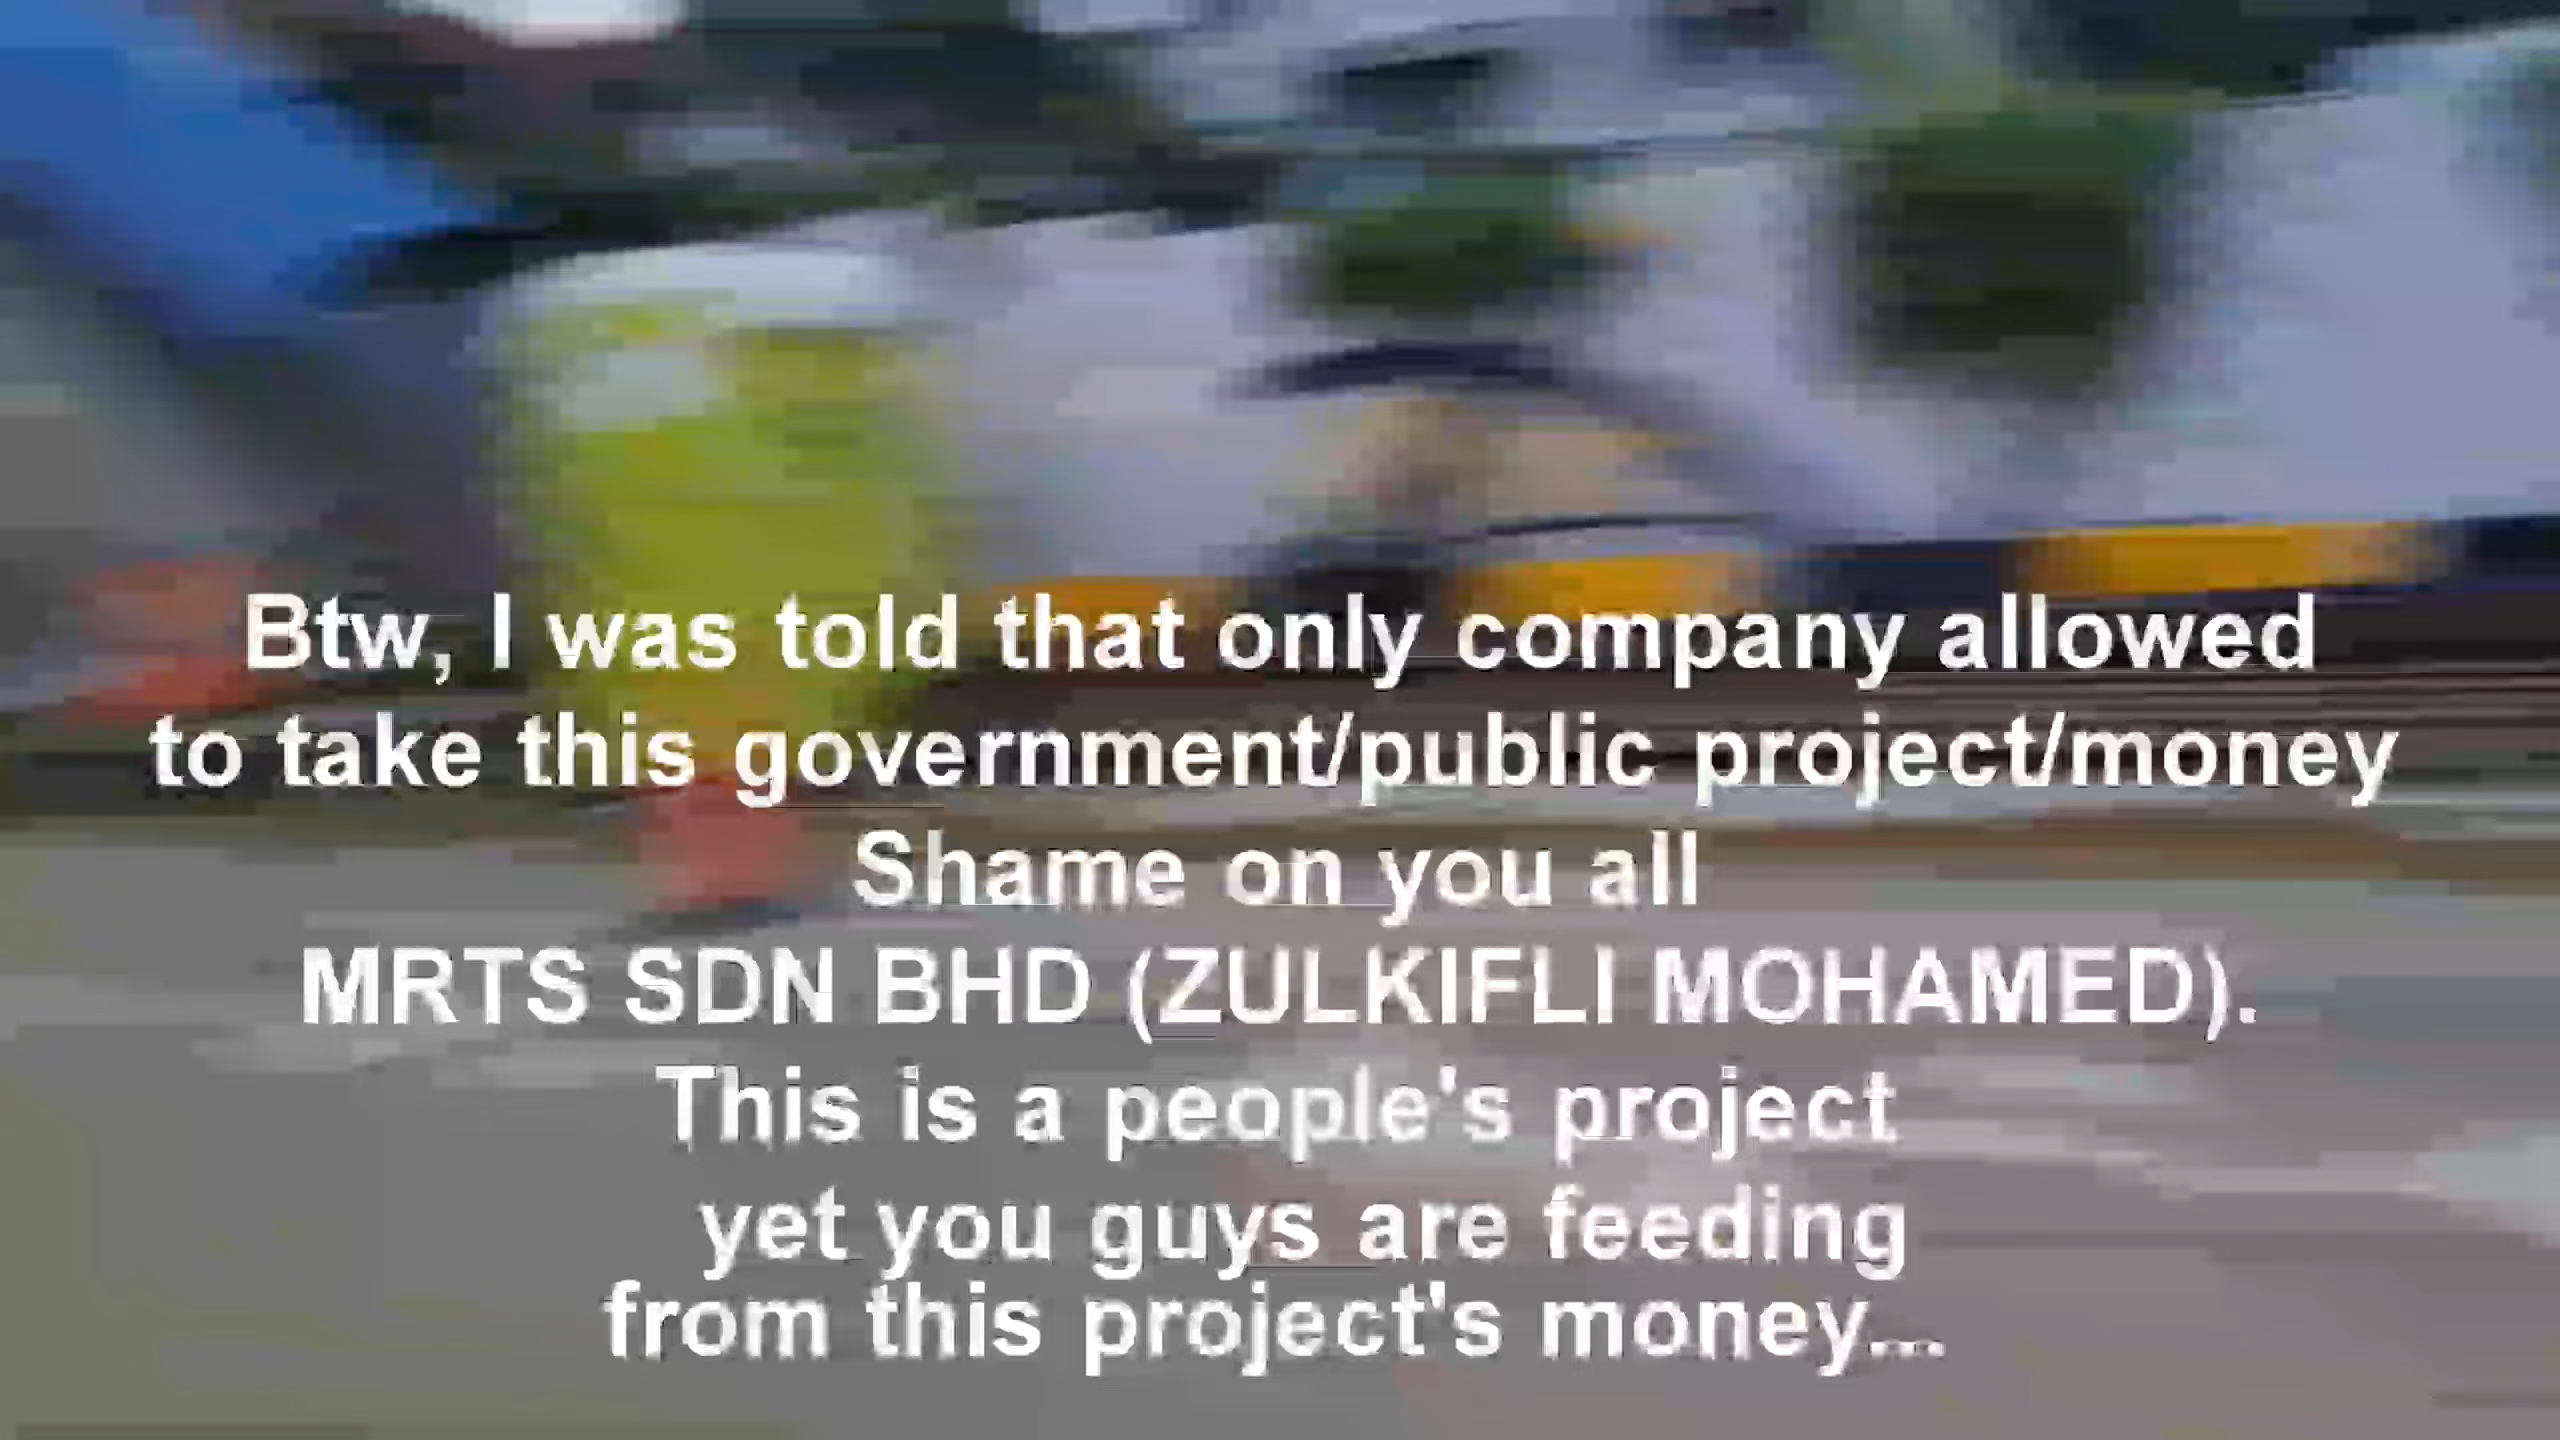 Btw, I was told that only company allowed
to take this government/public project/money
Shame on you all
MRTS SDN BHD (ZULKIFLI MOHAMED).
This is a people's project
yet you guys are feeding
from this project's money...